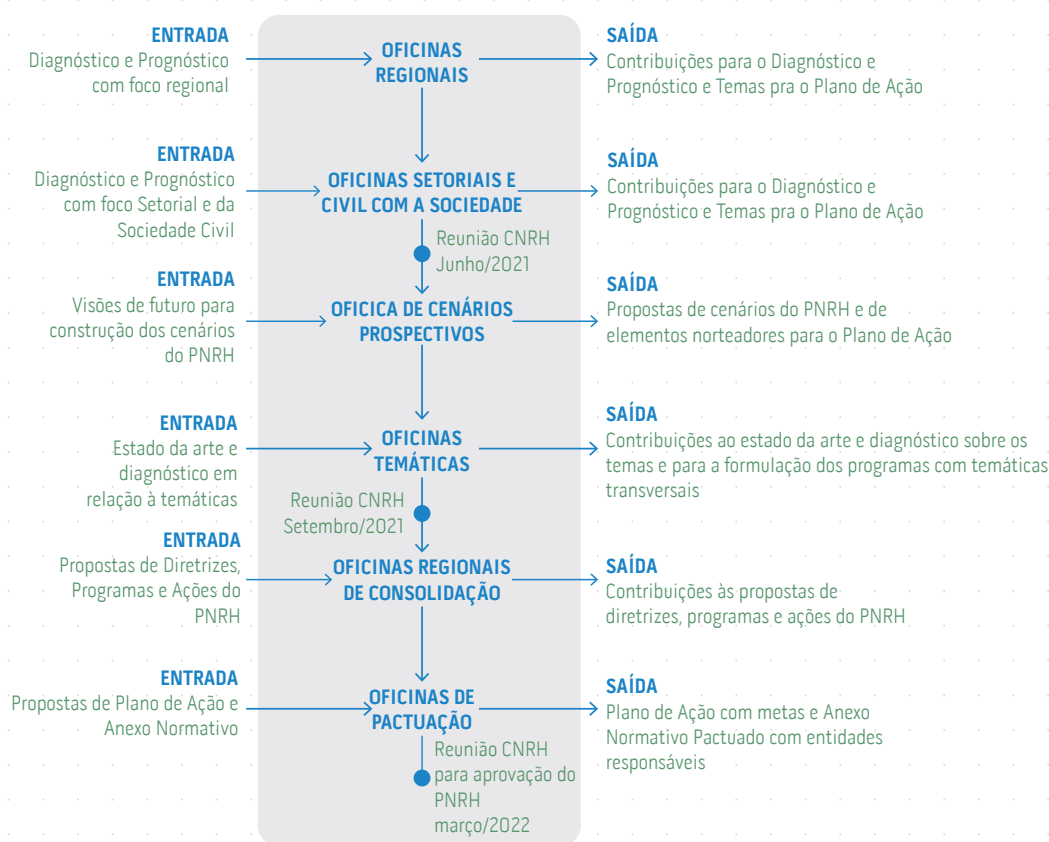 ENTRADA
Diagnóstico e Prognóstico
com foco regional
OFICINAS
REGIONAIS
SAÍDA
Contribuições para o Diagnóstico e
Prognóstico e Temas pra o Plano de Ação
ENTRADA
Diagnóstico e Prognóstico
com foco Setorial e da
Sociedade Civil
OFICINAS SETORIAIS E
CIVIL COM A SOCIEDADE
SAÍDA
Contribuições para o Diagnóstico e
Prognóstico e Temas pra o Plano de Ação
Reunião CNRH
Junho/2021
ENTRADA
Visões de futuro para
construção dos cenários
do PNRH
OFICICA DE CENÁRIOS
PROSPECTIVOS
SAÍDA
Propostas de cenários do PNRH e de
elementos norteadores para o Plano de Ação
ENTRADA
Estado da arte e
diagnóstico em
relação à temáticas
OFICINAS
TEMÁTICAS
SAÍDA
Contribuições ao estado da arte e diagnóstico sobre os
temas e para a formulação dos programas com temáticas
transversais
Reunião CNRH
Setembro/2021
ENTRADA
Propostas de Diretrizes,
Programas e Ações do
PNRH
OFICINAS REGIONAIS
DE CONSOLIDAÇÃO
SAÍDA
Contribuições às propostas de
diretrizes, programas e ações do PNRH
ENTRADA
Propostas de Plano de Ação e
Anexo Normativo
OFICINAS DE
PACTUAÇÃO
SAÍDA
Plano de Ação com metas e Anexo
Normativo Pactuado com entidades
responsáveis
Reunião CNRH
para aprovação do
PNRH
março/2022